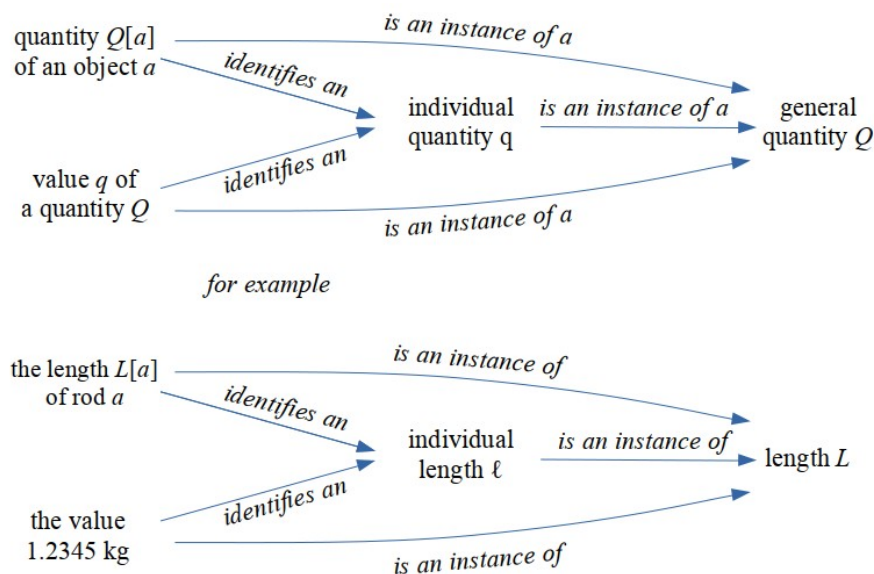 is an instance of a
quantity Q[a]
of an object a
identifies an
individual
quantity q
is an instance of a
general
quantity Q
identifies an
value q of
a quantity Q
is an instance of a
for example
is an instance of
the length L[a]
of rod a
identifies an
individual
length ℓ
is an instance of
length L
identifies an
the value
1.2345 kg
is an instance of